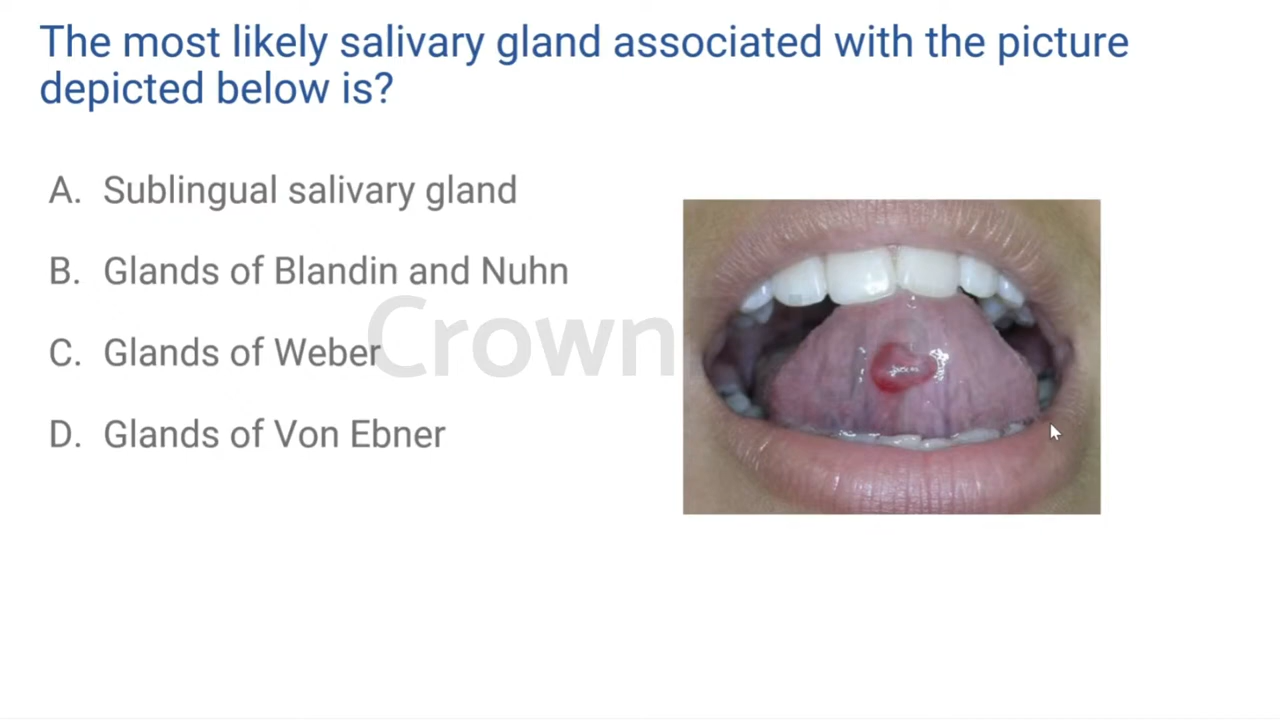 The most likely salivary gland associated with the picture
depicted below is?
A. Sublingual salivary gland
B. Glands of Blandin and Nuhn
C. Glands of Weber
D. Glands of Von Ebner
Crown